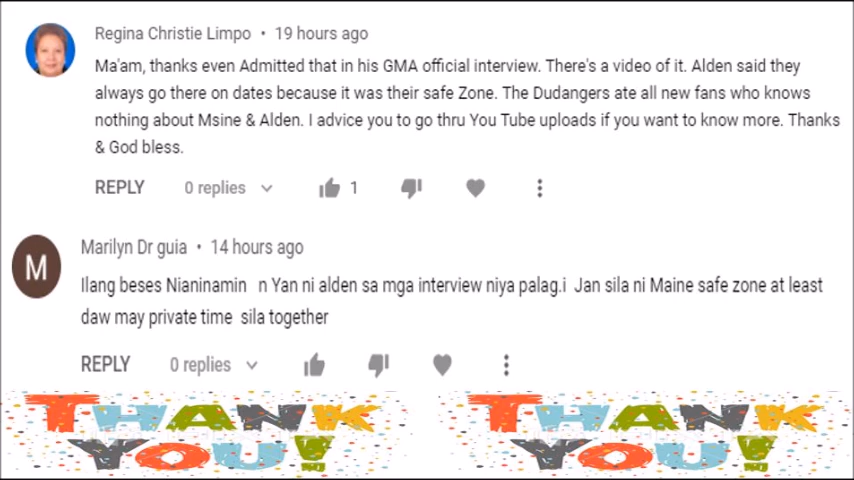 Regina Christie Limpo • 19 hours ago
Ma'am, thanks even Admitted that in his GMA official interview. There's a video of it. Alden said they
always go there on dates because it was their safe Zone. The Dudangers ate all new fans who knows
nothing about Msine & Alden. I advice you to go thru You Tube uploads if you want to know more. Thanks
& God bless.
REPLY 0 replies 1
Marilyn Dr guia • 14 hours ago
M
Ilang beses Nianinamin n Yan ni alden sa mga interview niya palag.i Jan sila ni Maine safe zone at least
daw may private time sila together
REPLY 0 replies
THANK THANK
YOU! YOU!